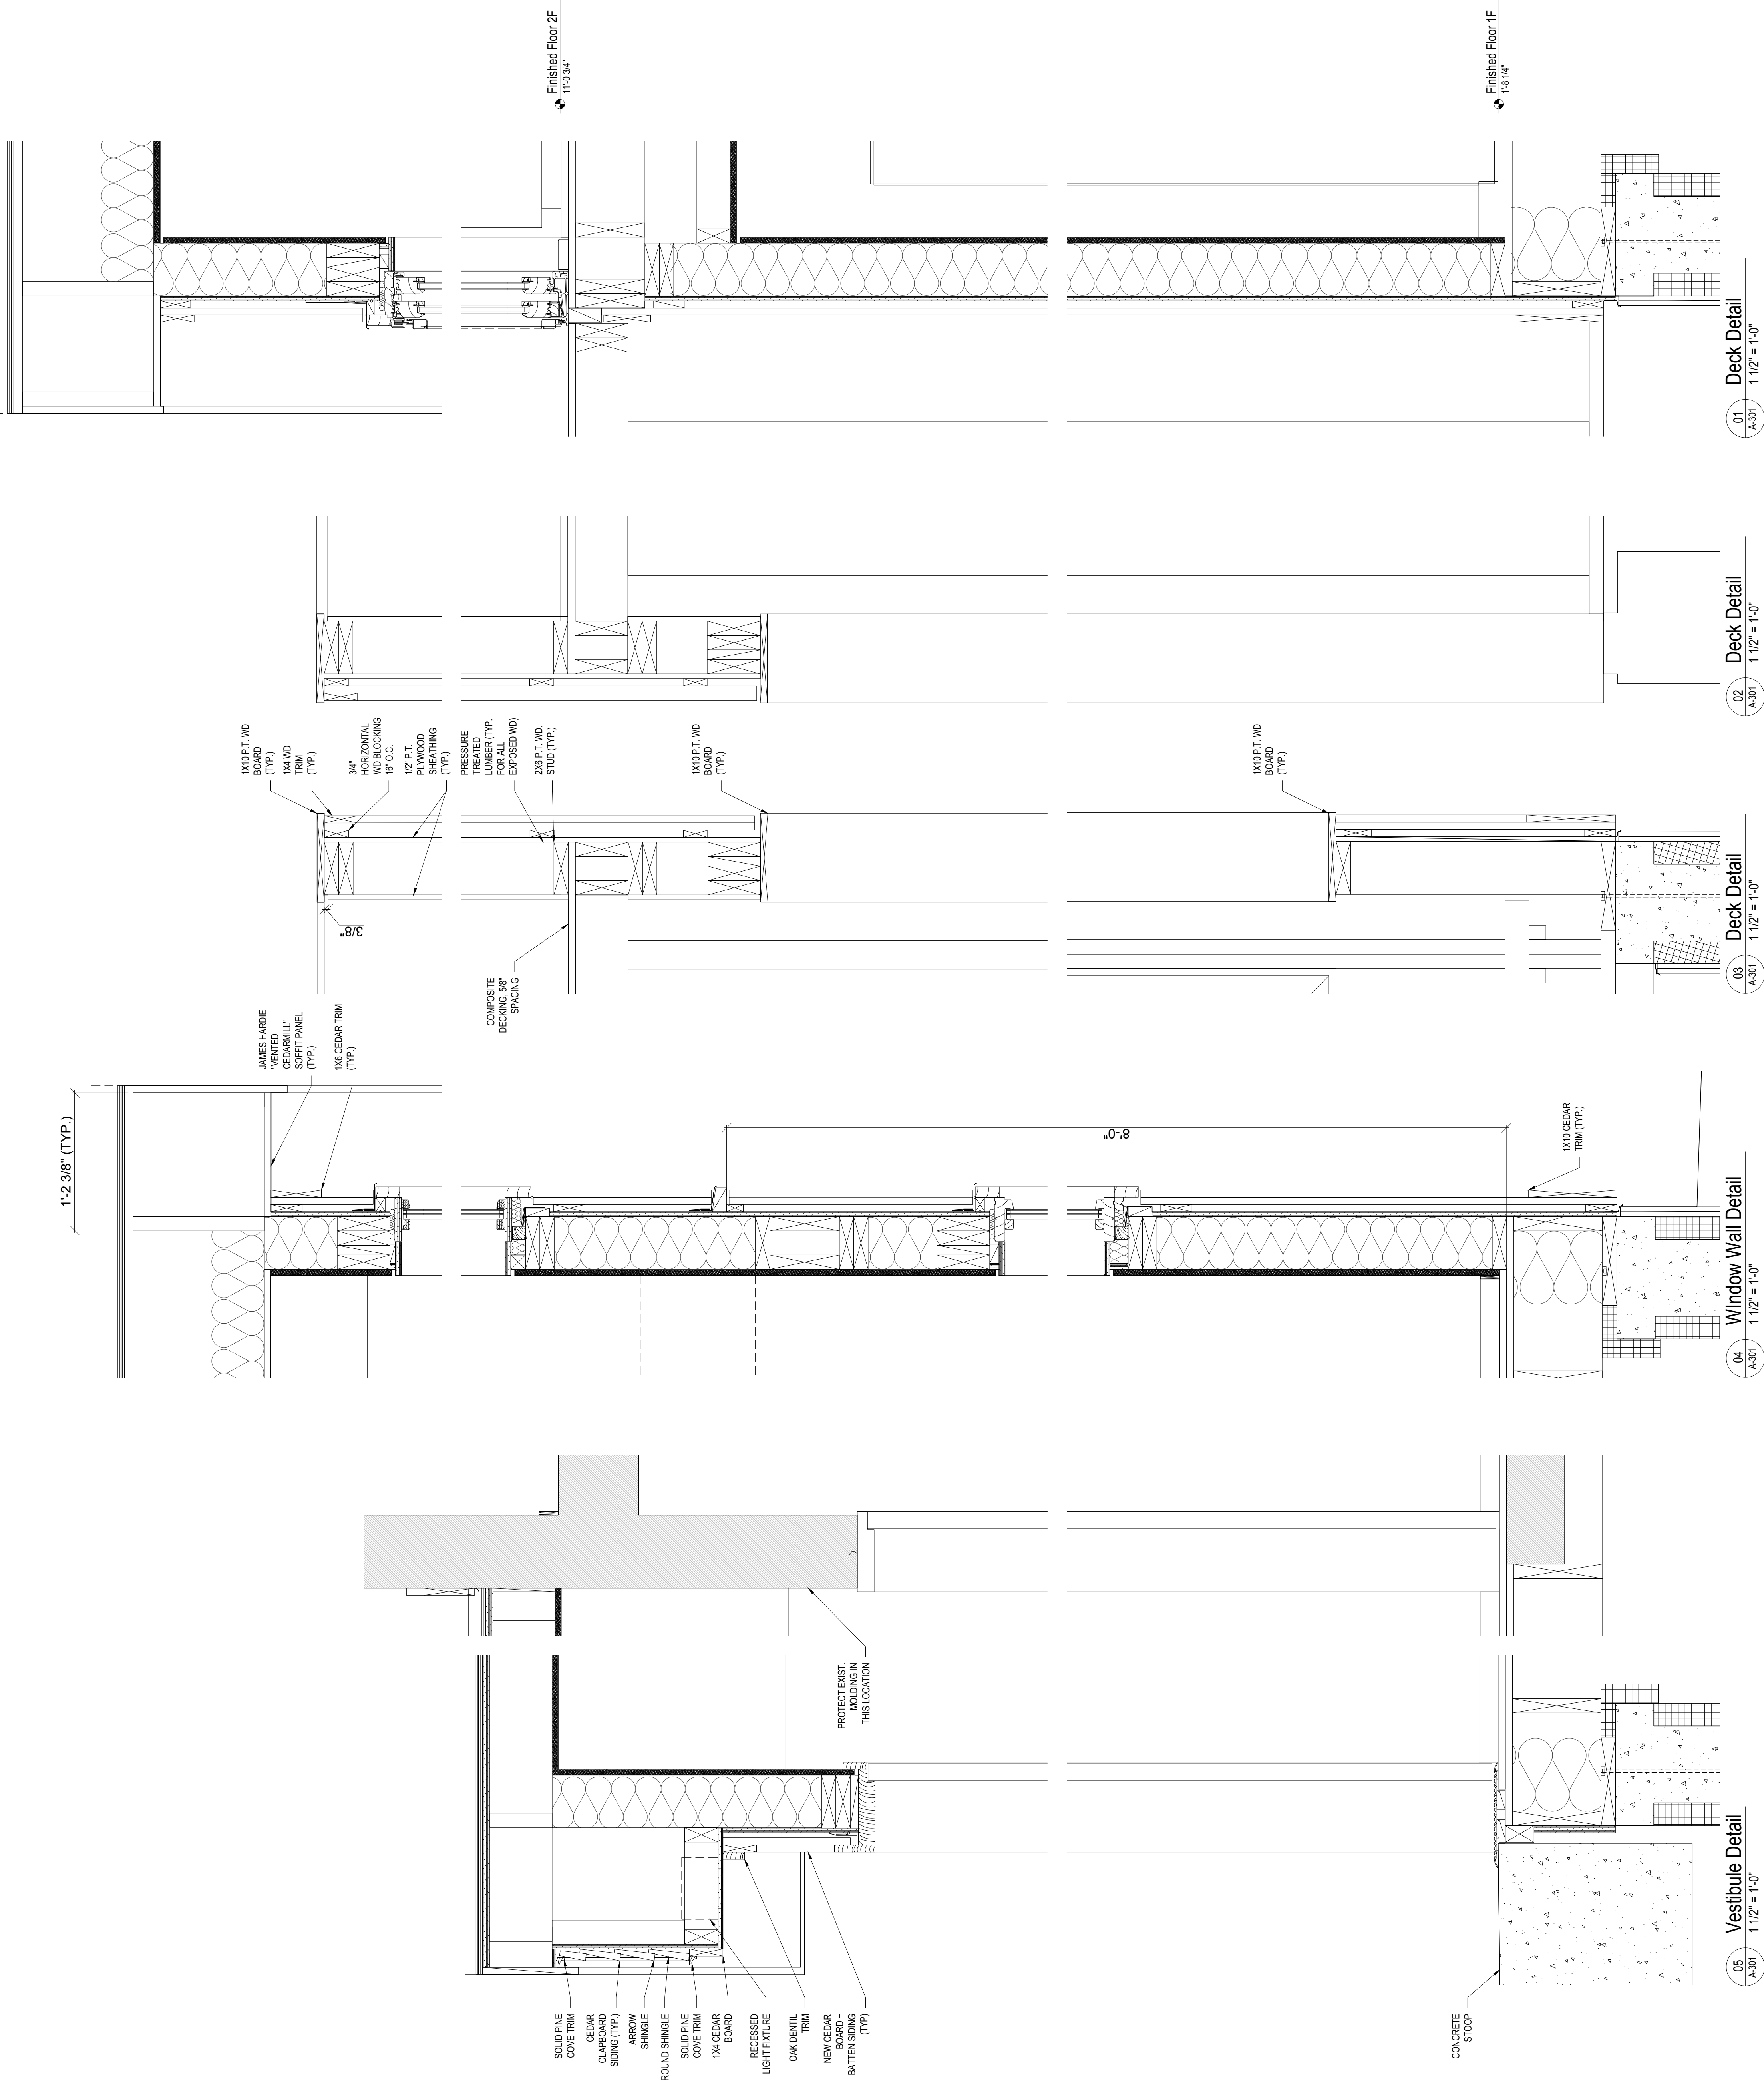 SOLID PINE
COVE TRIM
CEDAR
CLAPBOARD
SIDING (TYP.)
ARROW
SHINGLE
ROUND SHINGLE
SOLID PINE
COVE TRIM
1X4 CEDAR
BOARD
RECESSED
LIGHT FIXTURE
OAK DENTIL
TRIM
NEW CEDAR
BOARD +
BATTEN SIDING
(TYP)
CONCRETE
STOOP
PROTECT EXIST.
MOLDING IN
THIS LOCATION
05
A-301
Vestibule Detail
1 1/2" = 1'-0"
1'-2 3/8" (TYP.)
JAMES HARDIE
"VENTED
CEDARMILL"
SOFFIT PANEL
(TYP.)
1X6 CEDAR TRIM
(TYP.)
8'-0"
1X10 CEDAR
TRIM (TYP.)
04
A-301
WIndow Wall Detail
1 1/2" = 1'-0"
3/8"
COMPOSITE
DECKING, 5/8"
SPACING
1X10 P.T. WD
BOARD
(TYP.)
1X4 WD
TRIM
(TYP.)
3/4"
HORIZONTAL
WD BLOCKING
16" O.C.
1/2" P.T.
PLYWOOD
SHEATHING
(TYP.)
PRESSURE
TREATED
LUMBER (TYP.
FOR ALL
EXPOSED WD)
2X6 P.T. WD.
STUD (TYP.)
1X10 P.T. WD
BOARD
(TYP.)
1X10 P.T. WD
BOARD
(TYP.)
03
A-301
Deck Detail
1 1/2" = 1'-0"
02
A-301
Deck Detail
1 1/2" = 1'-0"
Finished Floor 2F
11'-0 3/4"
Finished Floor 1F
1'-8 1/4"
01
A-301
Deck Detail
1 1/2" = 1'-0"